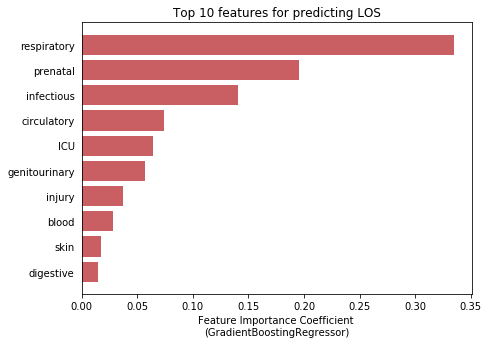 Top 10 features for predicting LOS
respiratory
prenatal
infectious
circulatory
ICU
genitourinary
injury
blood
skin
digestive
0.00 0.05 0.10 0.15 0.20 0.25 0.30 0.35
Feature Importance Coefficient
(GradientBoostingRegressor)